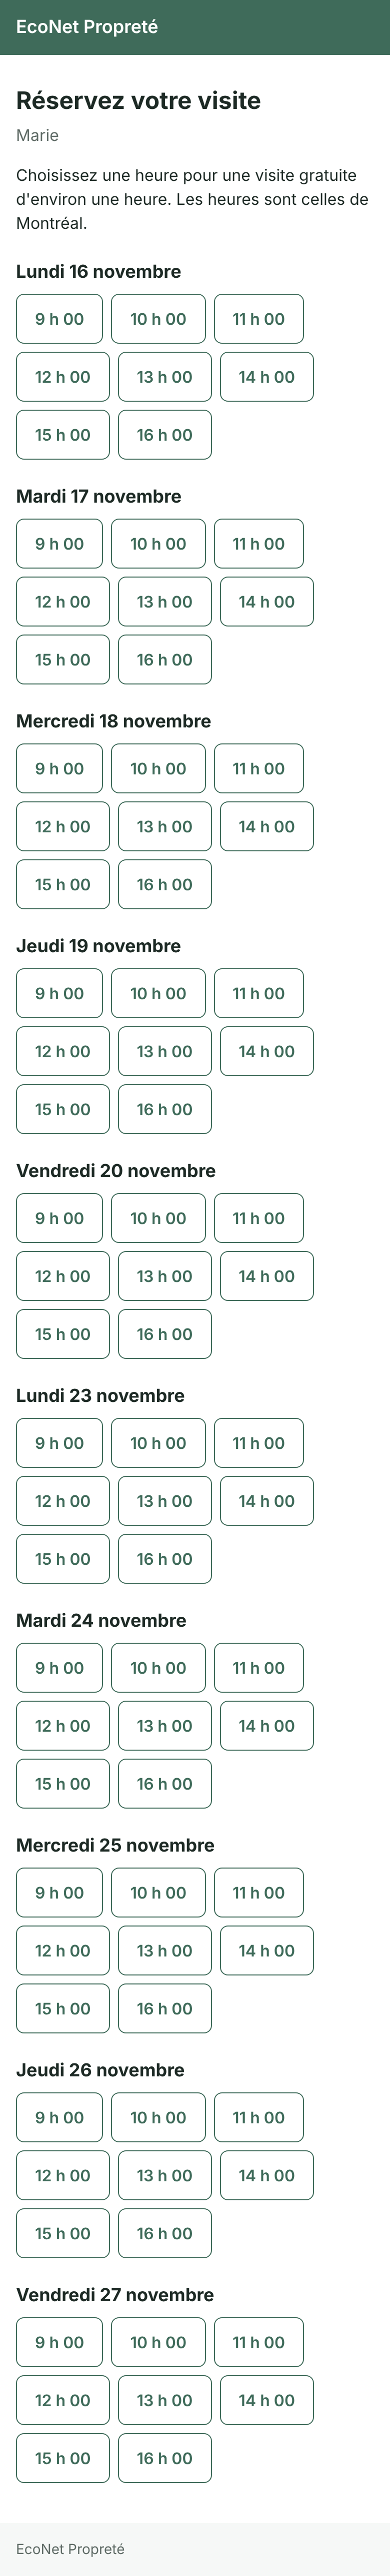 EcoNet Propreté
Réservez votre visite
Marie
Choisissez une heure pour une visite gratuite
d'environ une heure. Les heures sont celles de
Montréal.
Lundi 16 novembre
9 h 00 10 h 00 11 h 00
12 h 00 13 h 00 14 h 00
15 h 00 16 h 00
Mardi 17 novembre
9 h 00 10 h 00 11 h 00
12 h 00 13 h 00 14 h 00
15 h 00 16 h 00
Mercredi 18 novembre
9 h 00 10 h 00 11 h 00
12 h 00 13 h 00 14 h 00
15 h 00 16 h 00
Jeudi 19 novembre
9 h 00 10 h 00 11 h 00
12 h 00 13 h 00 14 h 00
15 h 00 16 h 00
Vendredi 20 novembre
9 h 00 10 h 00 11 h 00
12 h 00 13 h 00 14 h 00
15 h 00 16 h 00
Lundi 23 novembre
9 h 00 10 h 00 11 h 00
12 h 00 13 h 00 14 h 00
15 h 00 16 h 00
Mardi 24 novembre
9 h 00 10 h 00 11 h 00
12 h 00 13 h 00 14 h 00
15 h 00 16 h 00
Mercredi 25 novembre
9 h 00 10 h 00 11 h 00
12 h 00 13 h 00 14 h 00
15 h 00 16 h 00
Jeudi 26 novembre
9 h 00 10 h 00 11 h 00
12 h 00 13 h 00 14 h 00
15 h 00 16 h 00
Vendredi 27 novembre
9 h 00 10 h 00 11 h 00
12 h 00 13 h 00 14 h 00
15 h 00 16 h 00
EcoNet Propreté